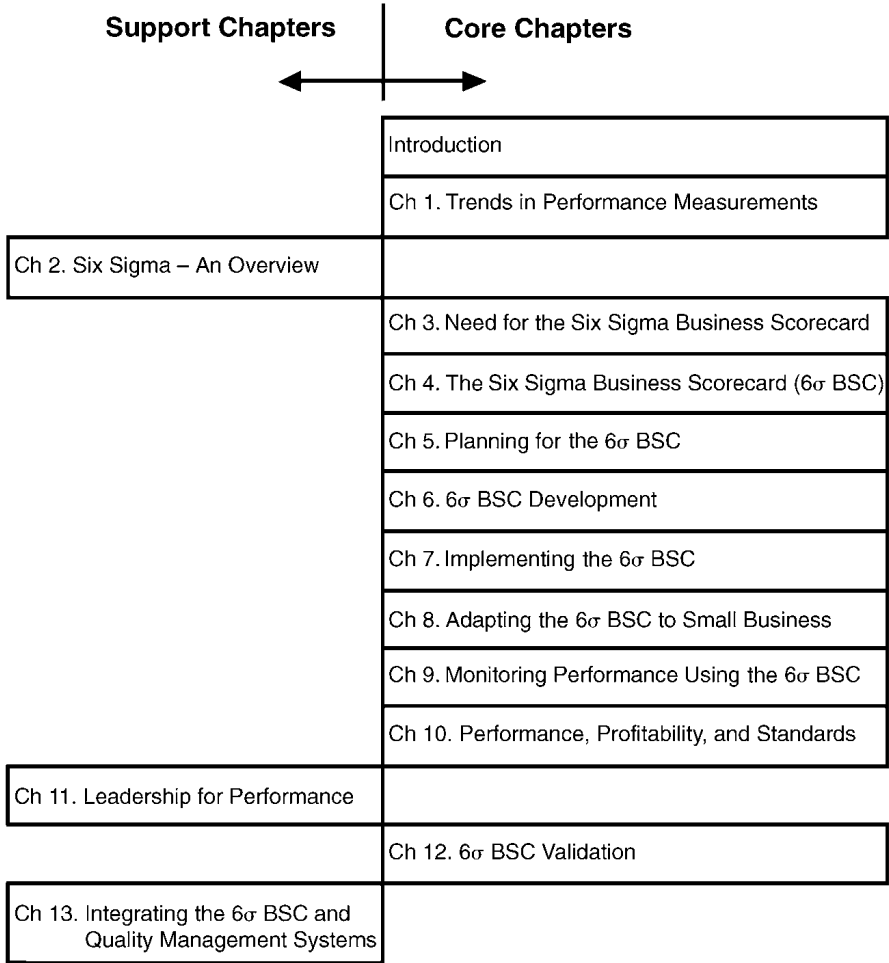 Support Chapters
Core Chapters
Introduction
Ch 1. Trends in Performance Measurements
Ch 2. Six Sigma – An Overview
Ch 3. Need for the Six Sigma Business Scorecard
Ch 4. The Six Sigma Business Scorecard (6σ BSC)
Ch 5. Planning for the 6σ BSC
Ch 6. 6σ BSC Development
Ch 7. Implementing the 6σ BSC
Ch 8. Adapting the 6σ BSC to Small Business
Ch 9. Monitoring Performance Using the 6σ BSC
Ch 10. Performance, Profitability, and Standards
Ch 11. Leadership for Performance
Ch 12. 6σ BSC Validation
Ch 13. Integrating the 6σ BSC and
Quality Management Systems